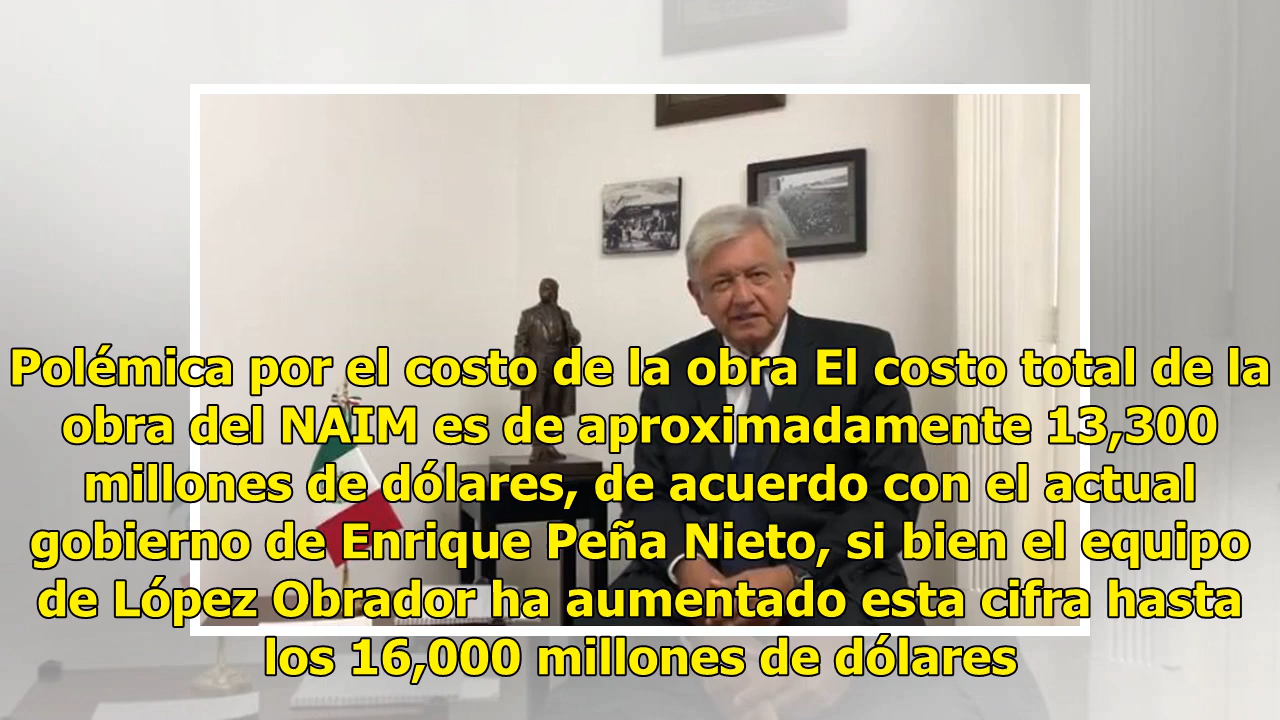 Polémica por el costo de la obra El costo total de la
obra del NAIM es de aproximadamente 13,300
millones de dólares, de acuerdo con el actual
gobierno de Enrique Peña Nieto, si bien el equipo
de López Obrador ha aumentado esta cifra hasta
los 16,000 millones de dólares